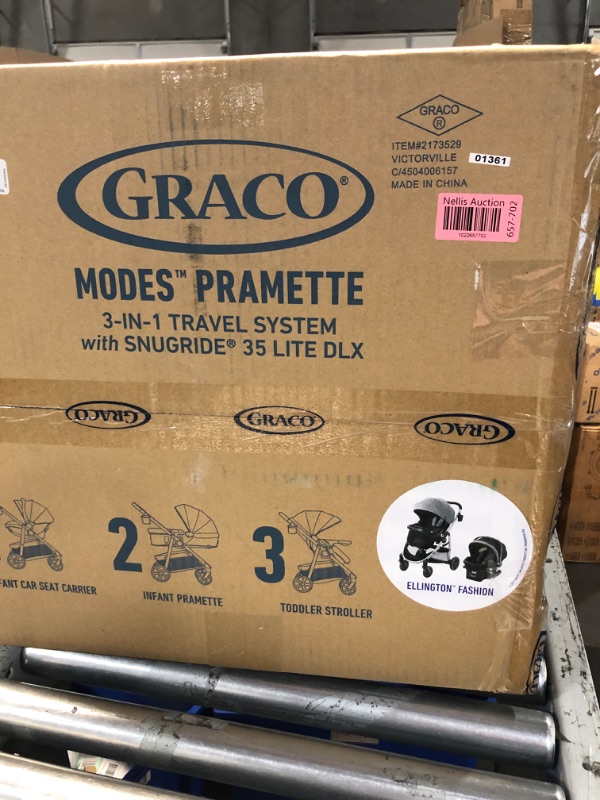 GRACO
®
ITEM#2173529
VICTORVILLE
01361
C/4504006157
MADE IN CHINA
Nellis Auction
1022657702
657-702
GRACO®
MODES™ PRAMETTE
3-IN-1 TRAVEL SYSTEM
with SNUGRIDE® 35 LITE DLX
GRACO
GRACO
GRACO
2
3
ANT CAR SEAT CARRIER
INFANT PRAMETTE
TODDLER STROLLER
ELLINGTON™ FASHION
GRACO